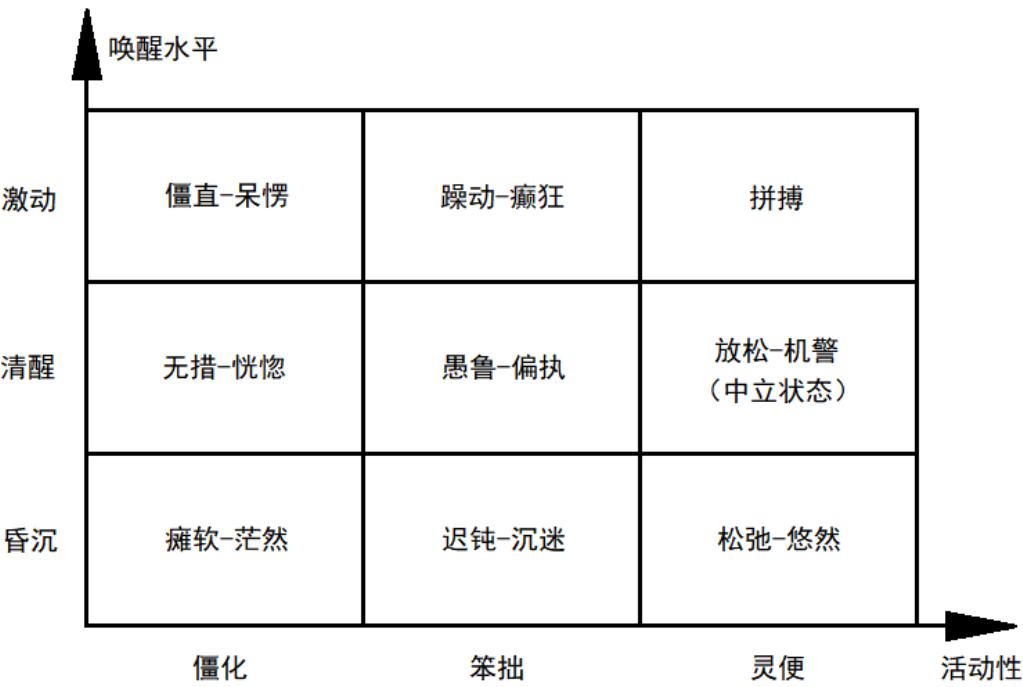 唤醒水平
激动
僵直-呆愣
躁动-癫狂
拼搏
清醒
无措-恍惚
愚鲁-偏执
放松-机警
（中立状态）
昏沉
瘫软-茫然
迟钝-沉迷
松弛-悠然
僵化
笨拙
灵便
活动性